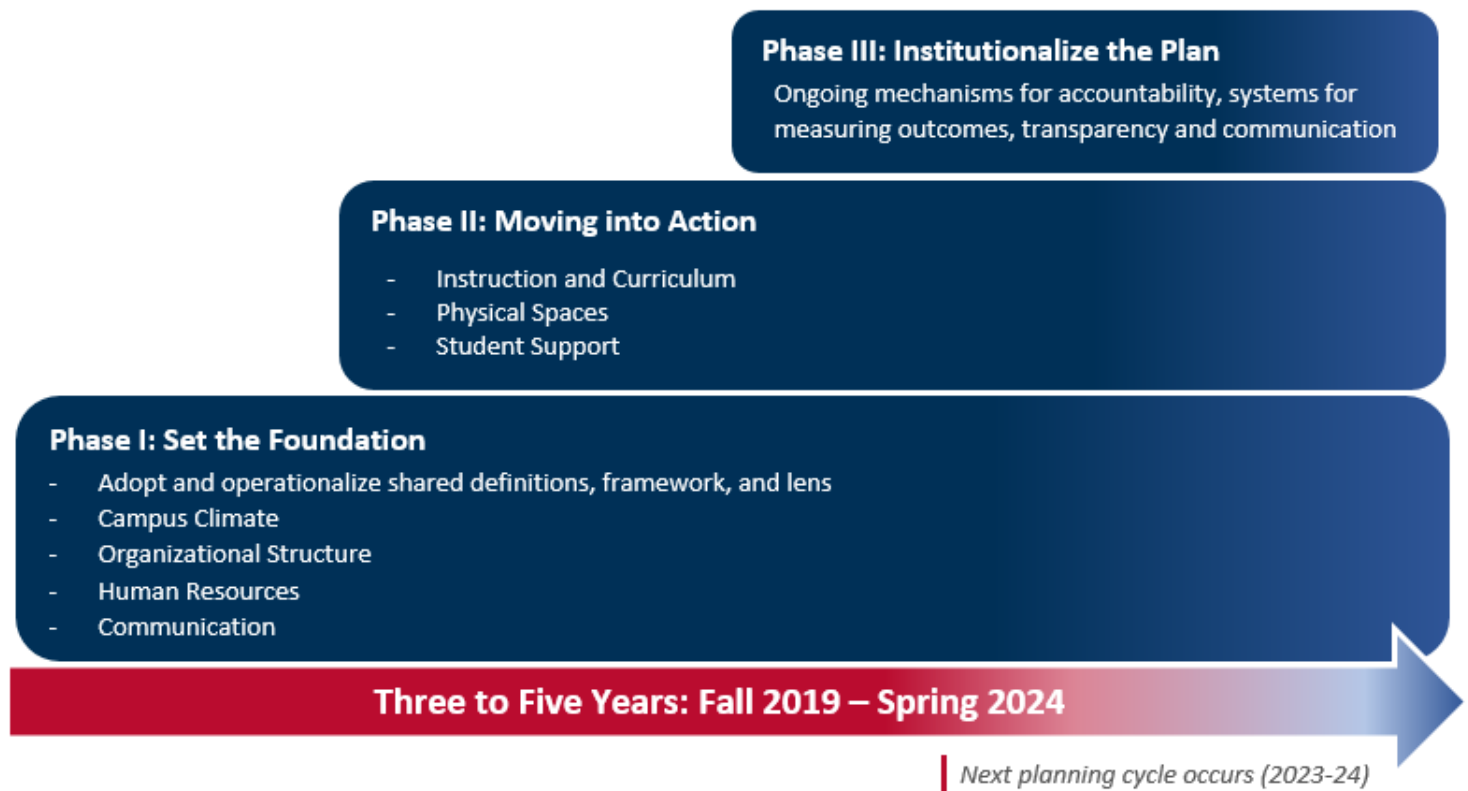 Phase III: Institutionalize the Plan
Ongoing mechanisms for accountability, systems for
measuring outcomes, transparency and communication
Phase II: Moving into Action
- Instruction and Curriculum
- Physical Spaces
- Student Support
Phase I: Set the Foundation
- Adopt and operationalize shared definitions, framework, and lens
- Campus Climate
- Organizational Structure
- Human Resources
- Communication
Three to Five Years: Fall 2019 – Spring 2024
Next planning cycle occurs (2023-24)